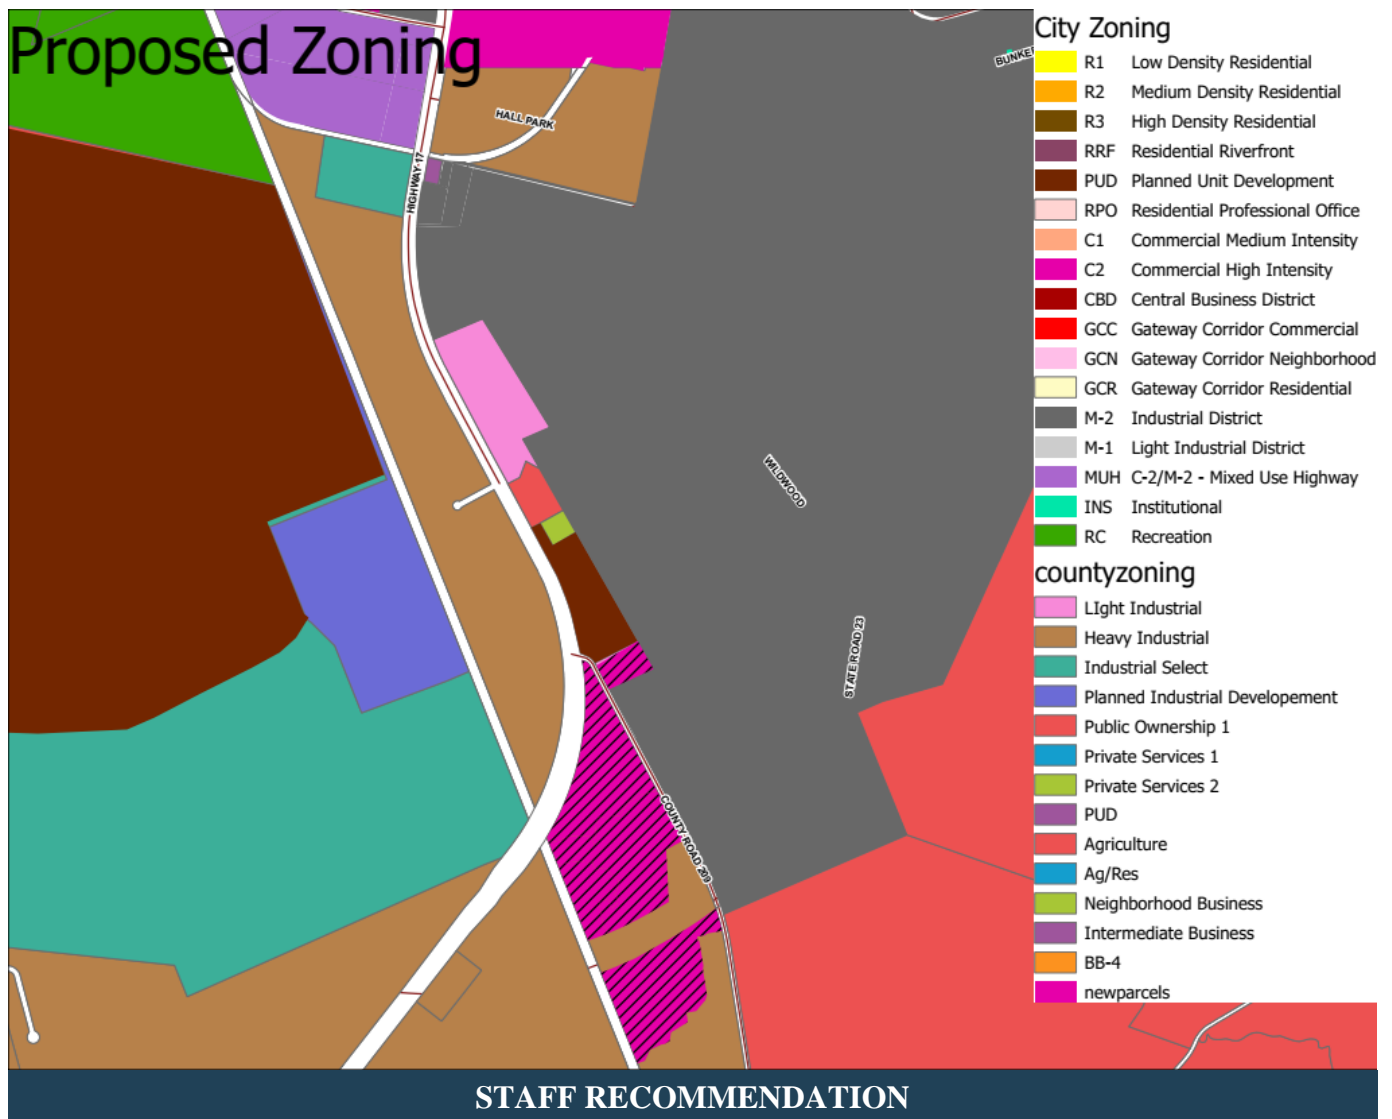 Proposed Zoning
HALL PARK
HIGHWAY 17
WILDWOOD
STATE ROAD 23
COUNTY ROAD 209
City Zoning
R1 Low Density Residential
R2 Medium Density Residential
R3 High Density Residential
RRF Residential Riverfront
PUD Planned Unit Development
RPO Residential Professional Office
C1 Commercial Medium Intensity
C2 Commercial High Intensity
CBD Central Business District
GCC Gateway Corridor Commercial
GCN Gateway Corridor Neighborhood
GCR Gateway Corridor Residential
M-2 Industrial District
M-1 Light Industrial District
MUH C-2/M-2 - Mixed Use Highway
INS Institutional
RC Recreation
countyzoning
LIght Industrial
Heavy Industrial
Industrial Select
Planned Industrial Developement
Public Ownership 1
Private Services 1
Private Services 2
PUD
Agriculture
Ag/Res
Neighborhood Business
Intermediate Business
BB-4
newparcels
STAFF RECOMMENDATION